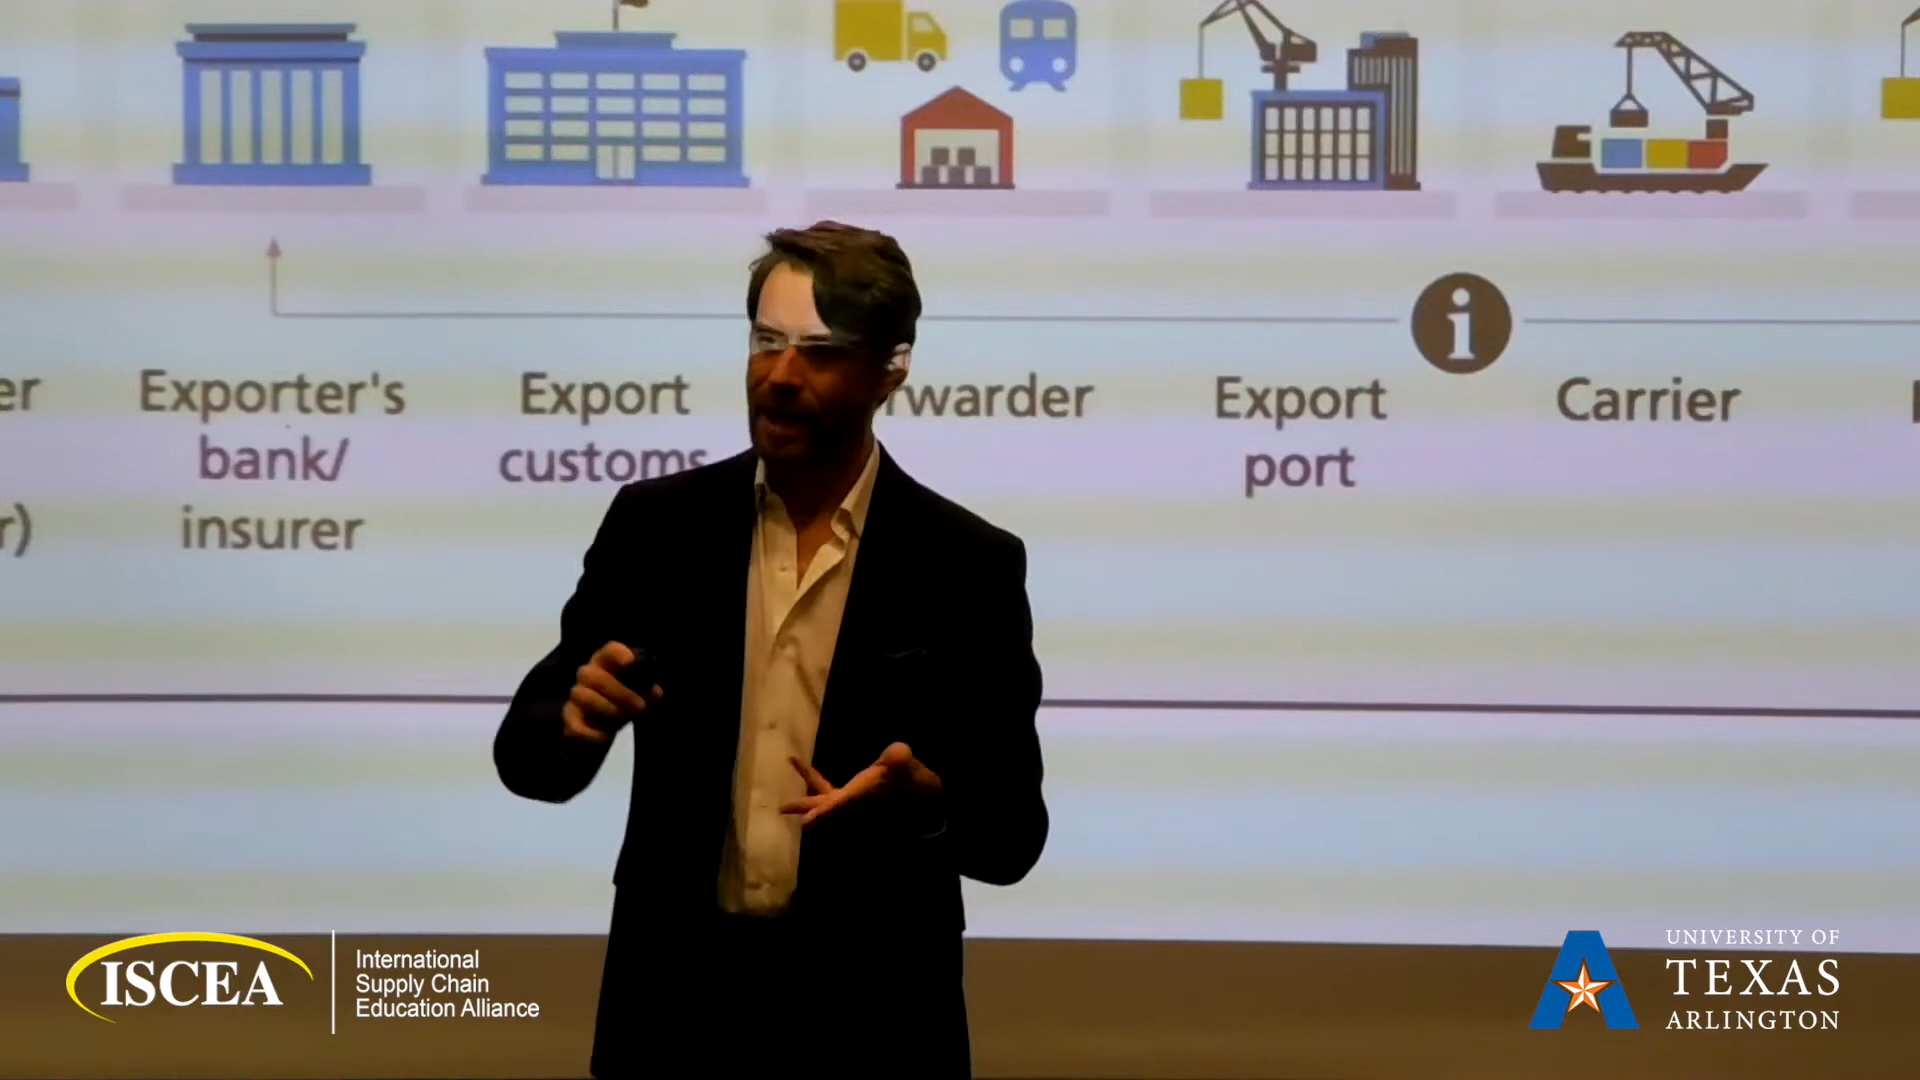 er
Exporter's
bank/
insurer
r)
Export
customs
rwarder
Export
port
i
Carrier
ISCEA
International
Supply Chain
Education Alliance
A
UNIVERSITY OF
TEXAS
ARLINGTON